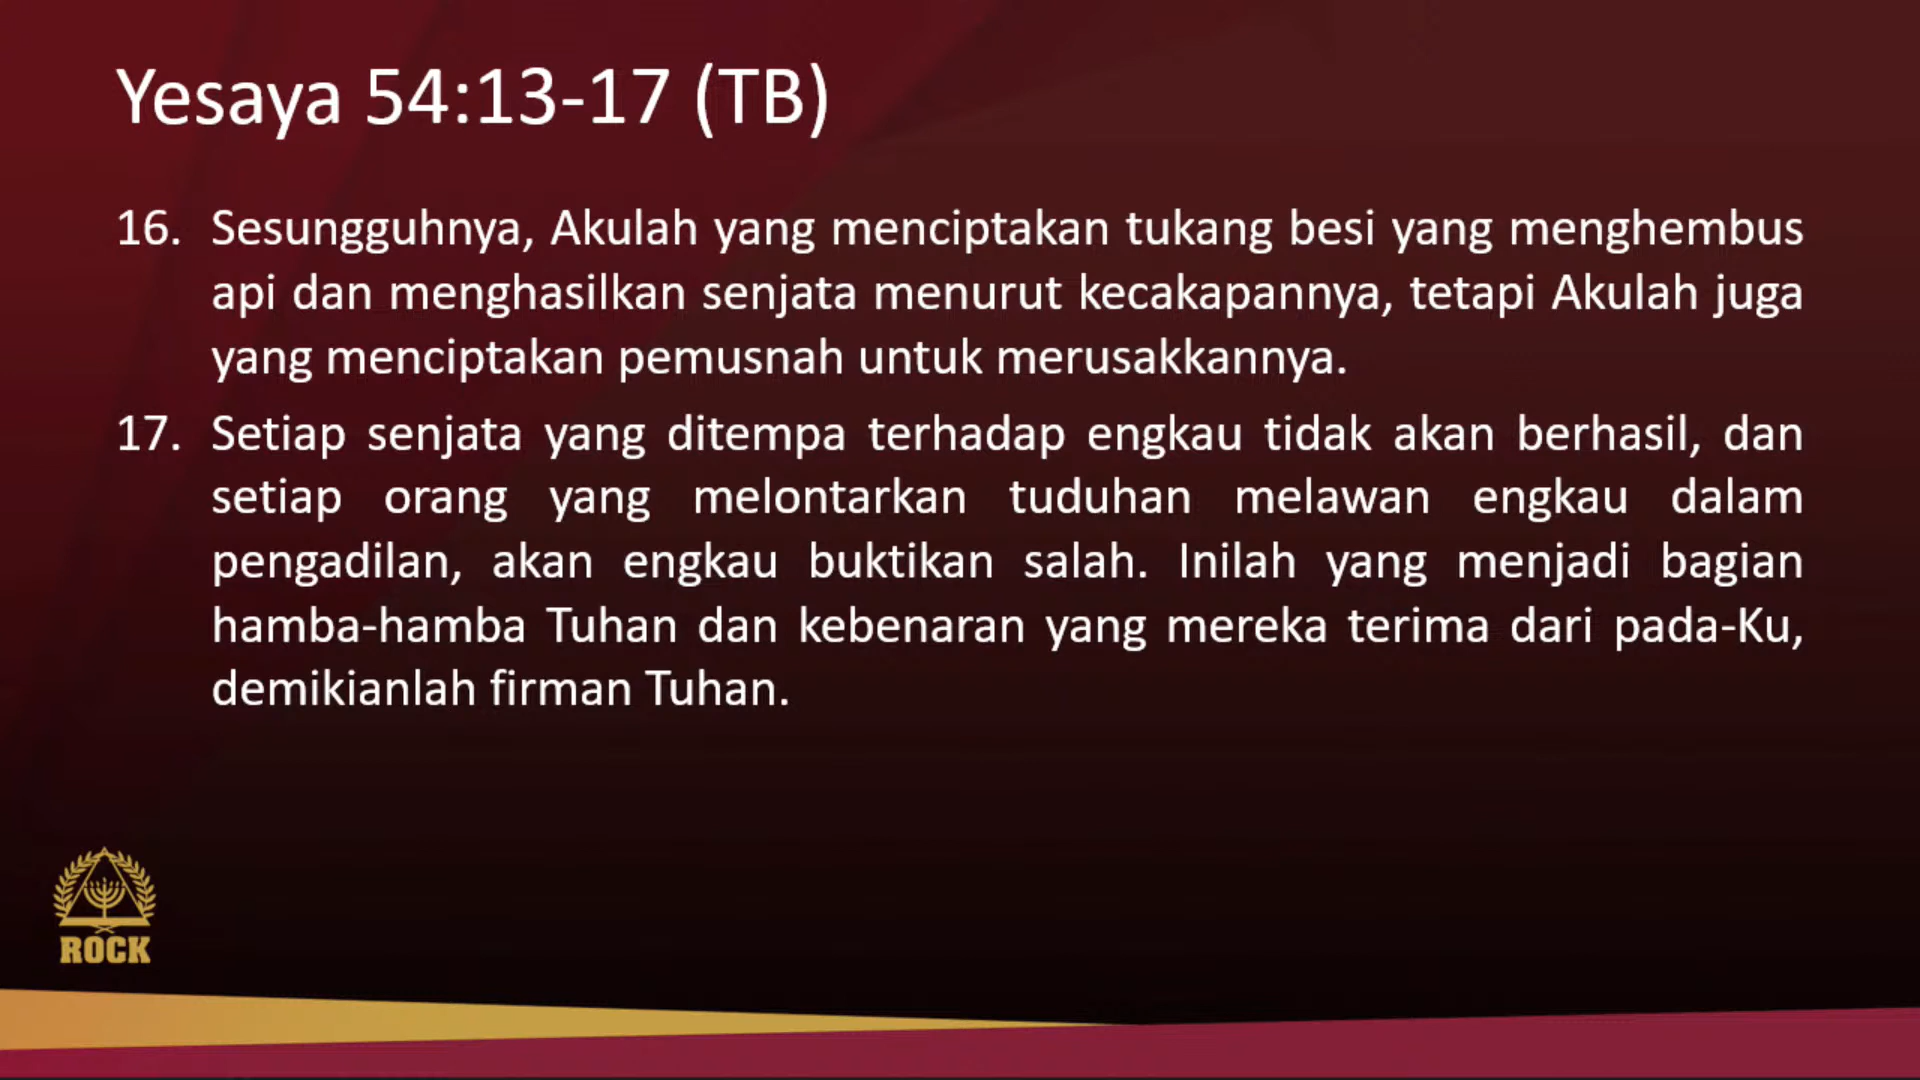 Yesaya 54:13-17 (TB)
16. Sesungguhnya, Akulah yang menciptakan tukang besi yang menghembus
api dan menghasilkan senjata menurut kecakapannya, tetapi Akulah juga
yang menciptakan pemusnah untuk merusakkannya.
17. Setiap senjata yang ditempa terhadap engkau tidak akan berhasil, dan
setiap orang yang melontarkan tuduhan melawan engkau dalam
pengadilan, akan engkau buktikan salah. Inilah yang menjadi bagian
hamba-hamba Tuhan dan kebenaran yang mereka terima dari pada-Ku,
demikianlah firman Tuhan.
ROCK